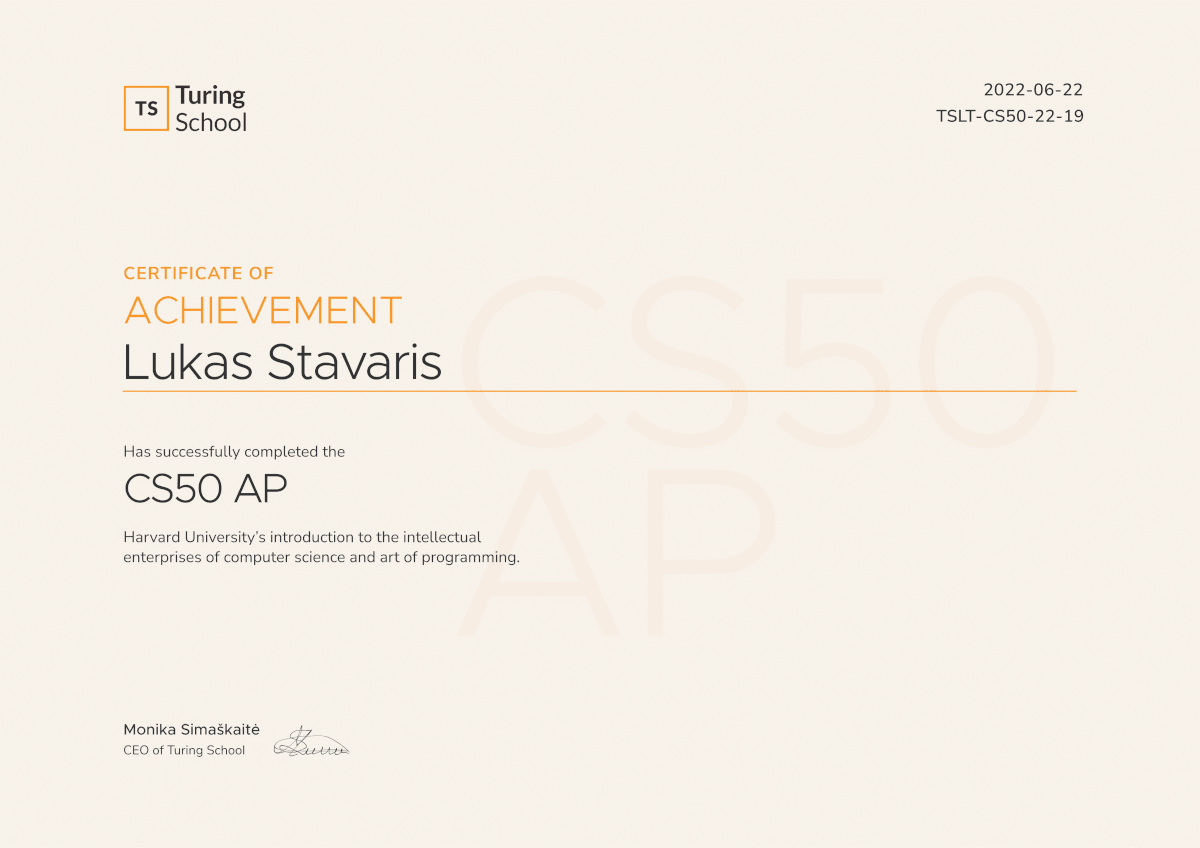 TS
Turing
School
2022-06-22
TSLT-CS50-22-19
CERTIFICATE OF
ACHIEVEMENT
Lukas Stavaris
CS50
AP
Has successfully completed the
CS50 AP
Harvard University’s introduction to the intellectual
enterprises of computer science and art of programming.
Monika Simaškaitė
CEO of Turing School